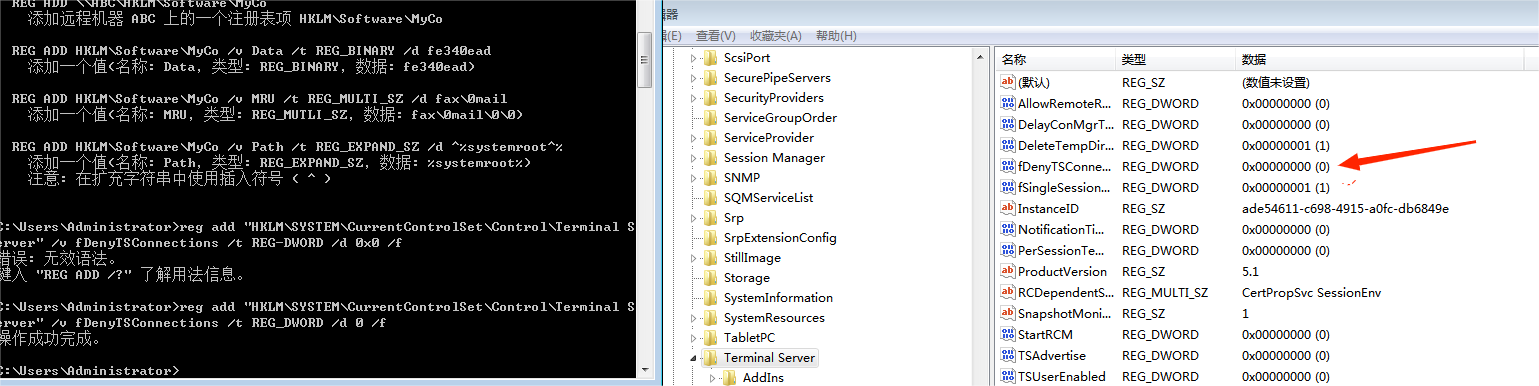 REG ADD \\ABC\HKLM\Software\MyCo
添加远程机器 ABC 上的一个注册表项 HKLM\Software\MyCo
REG ADD HKLM\Software\MyCo /v Data /t REG_BINARY /d fe340ead
添加一个值(名称: Data, 类型: REG_BINARY, 数据: fe340ead)
REG ADD HKLM\Software\MyCo /v MRU /t REG_MULTI_SZ /d fax\0mail
添加一个值(名称: MRU, 类型: REG_MUTLI_SZ, 数据: fax\0mail\0\0)
REG ADD HKLM\Software\MyCo /v Path /t REG_EXPAND_SZ /d ^%systemroot^%
添加一个值(名称: Path, 类型: REG_EXPAND_SZ, 数据: %systemroot%)
注意: 在扩充字符串中使用插入符号 ( ^ )
C:\Users\Administrator>reg add "HKLM\SYSTEM\CurrentControlSet\Control\Terminal S
erver" /v fDenyTSConnections /t REG-DWORD /d 0x0 /f
错误: 无效语法。
键入 "REG ADD /?" 了解用法信息。
C:\Users\Administrator>reg add "HKLM\SYSTEM\CurrentControlSet\Control\Terminal S
erver" /v fDenyTSConnections /t REG_DWORD /d 0 /f
操作成功完成。
C:\Users\Administrator>
器
(E) 查看(V) 收藏夹(A) 帮助(H)
ScsiPort
SecurePipeServers
SecurityProviders
ServiceGroupOrder
ServiceProvider
Session Manager
SNMP
SQMServiceList
Srp
SrpExtensionConfig
StillImage
Storage
SystemInformation
SystemResources
TabletPC
Terminal Server
AddIns
名称 类型 数据
(默认) REG_SZ (数值未设置)
AllowRemoteR... REG_DWORD 0x00000000 (0)
DelayConMgrT... REG_DWORD 0x00000000 (0)
DeleteTempDir... REG_DWORD 0x00000001 (1)
fDenyTSConne... REG_DWORD 0x00000000 (0)
fSingleSession... REG_DWORD 0x00000001 (1)
InstanceID REG_SZ ade54611-c698-4915-a0fc-db6849e
NotificationTi... REG_DWORD 0x00000000 (0)
PerSessionTe... REG_DWORD 0x00000000 (0)
ProductVersion REG_SZ 5.1
RCDependentS... REG_MULTI_SZ CertPropSvc SessionEnv
SnapshotMoni... REG_SZ 1
StartRCM REG_DWORD 0x00000000 (0)
TSAdvertise REG_DWORD 0x00000000 (0)
TSUserEnabled REG_DWORD 0x00000000 (0)